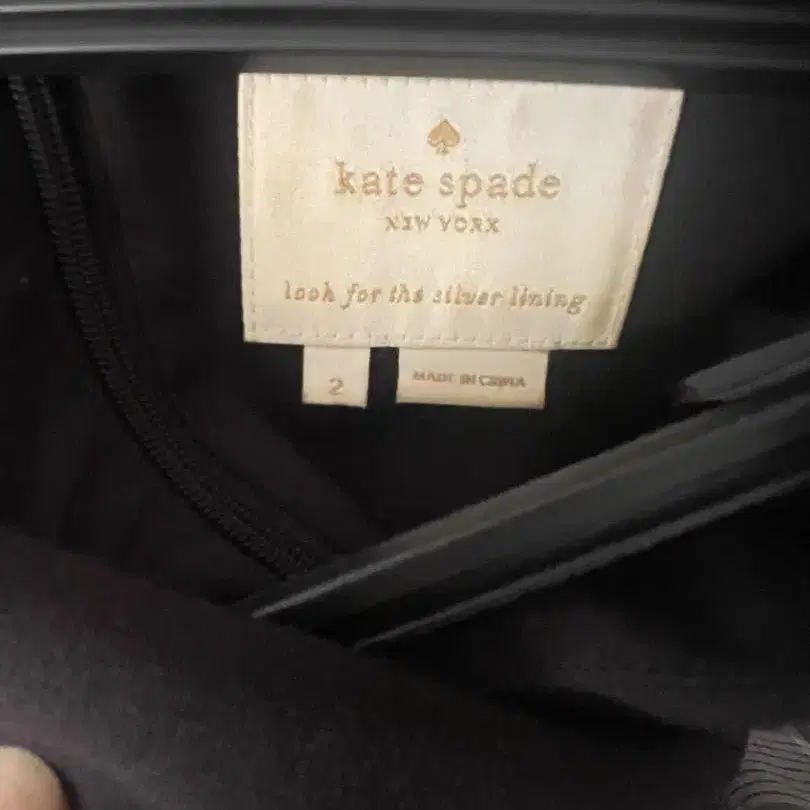 kate spade
NEW YORK
look for the silver lining
2
MADE IN CHINA